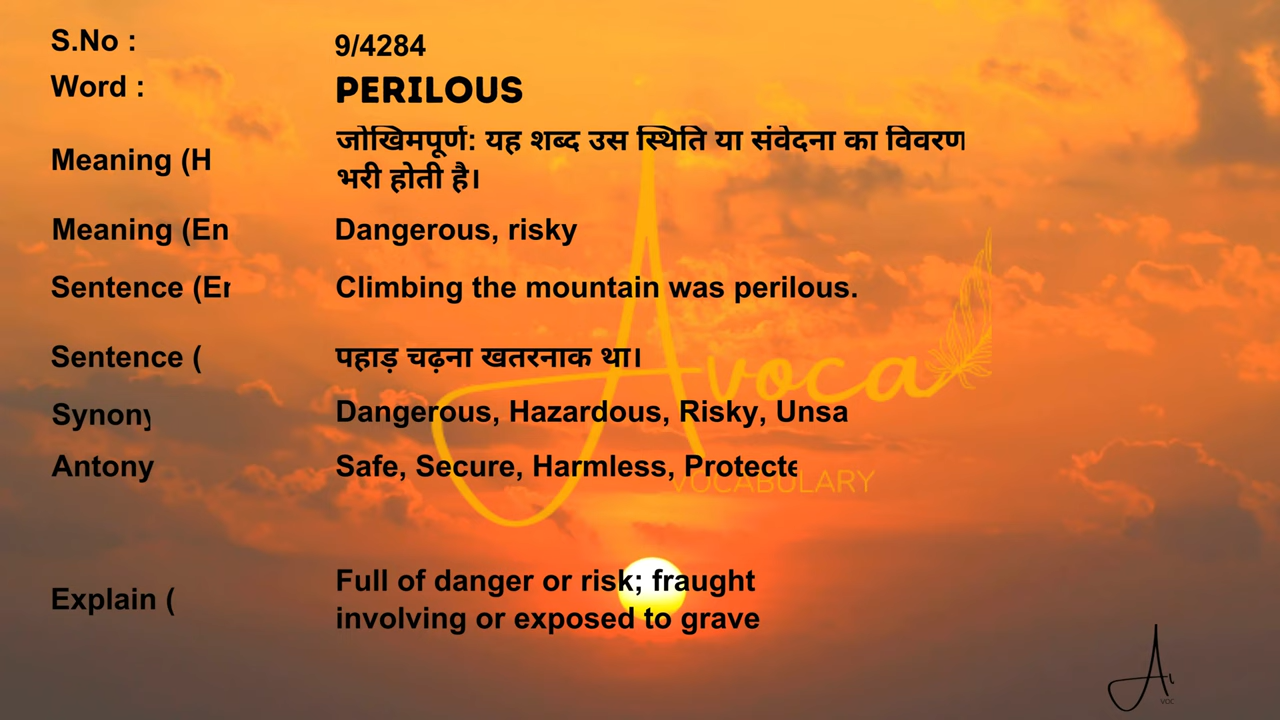 S.No : 9/4284
Word : PERILOUS
Meaning (H जोखिमपूर्ण: यह शब्द उस स्थिति या संवेदना का विवरण
भरी होती है।
Meaning (En Dangerous, risky
Sentence (Er Climbing the mountain was perilous.
Sentence ( पहाड़ चढ़ना खतरनाक था।
Synony Dangerous, Hazardous, Risky, Unsa
Antony Safe, Secure, Harmless, Protecte
Avoca
VOCABULARY
Explain ( Full of danger or risk; fraught
involving or exposed to grave